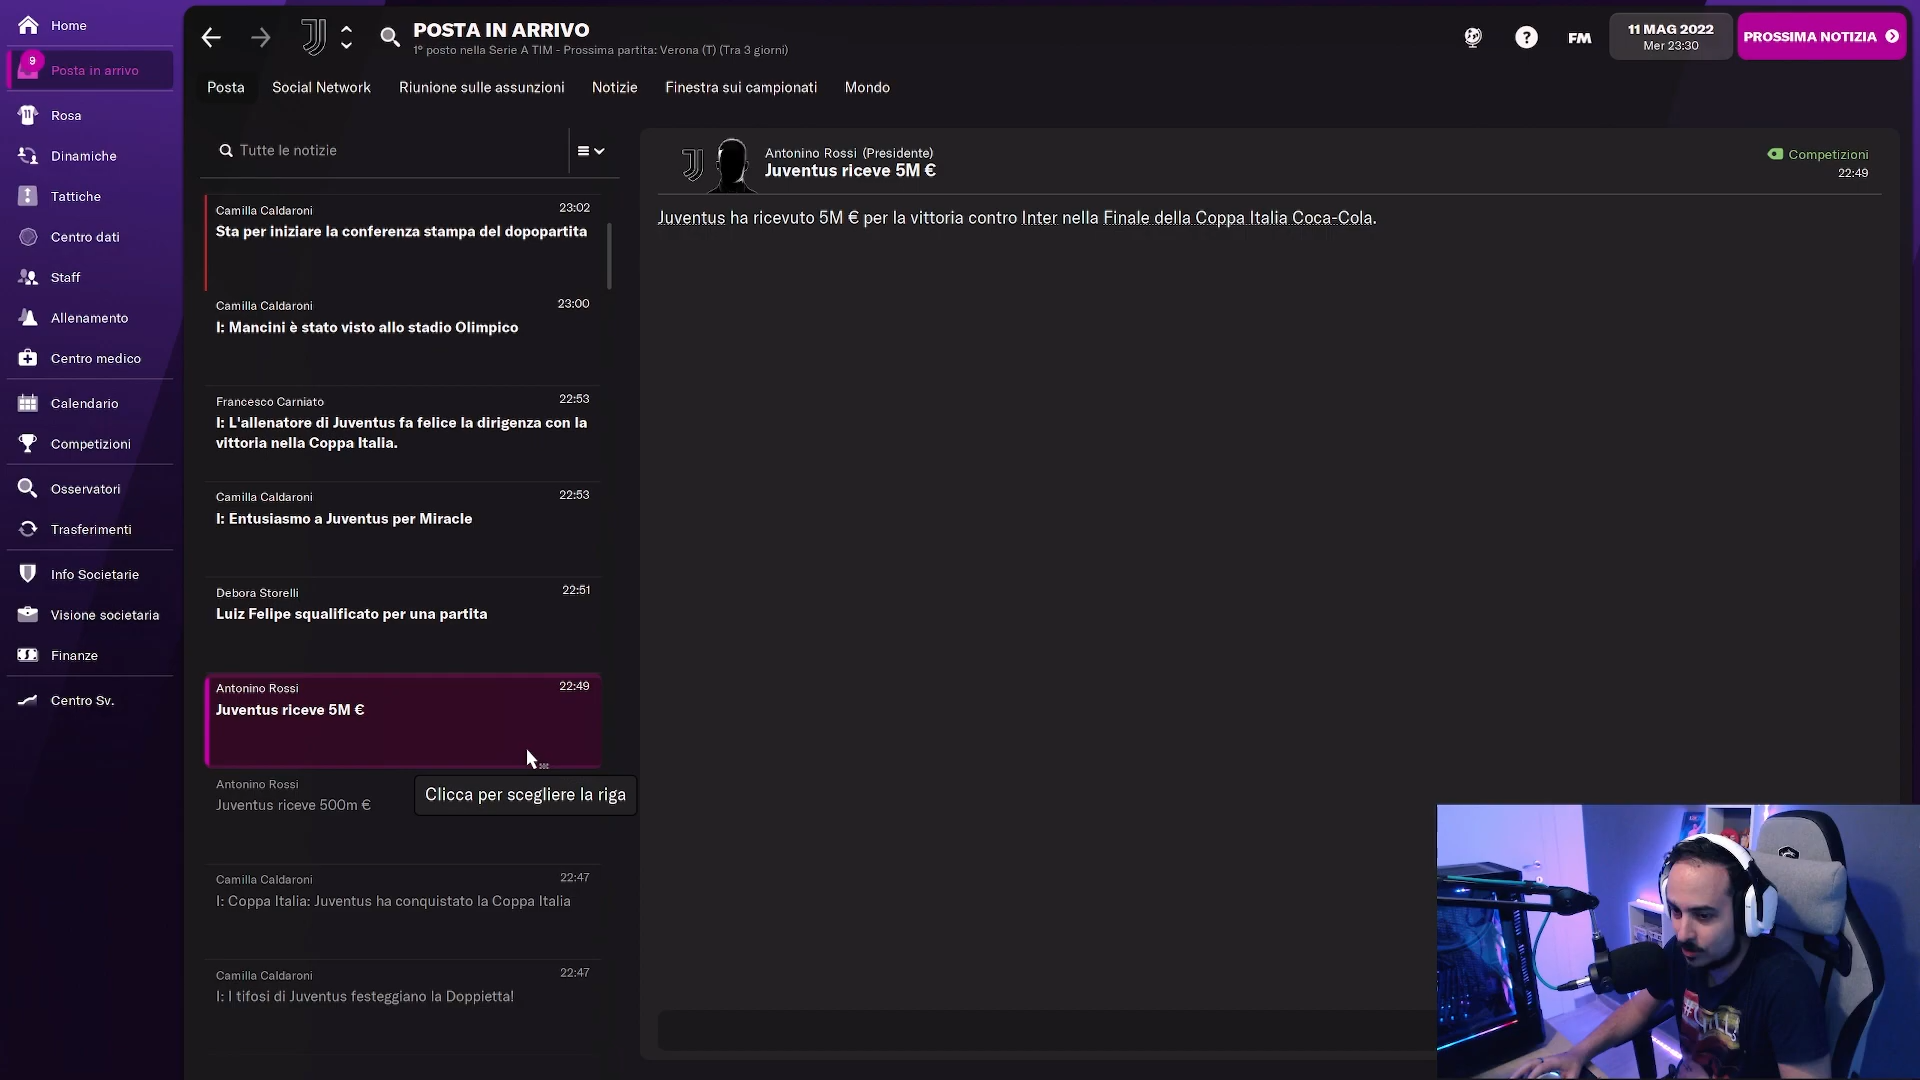 Home
9
Posta in arrivo
Rosa
Dinamiche
Tattiche
Centro dati
Staff
Allenamento
Centro medico
Calendario
Competizioni
Osservatori
Trasferimenti
Info Societarie
Visione societaria
Finanze
Centro Sv.
POSTA IN ARRIVO
1° posto nella Serie A TIM - Prossima partita: Verona (T) (Tra 3 giorni)
?
FM
11 MAG 2022
Mer 23:30
PROSSIMA NOTIZIA
Posta
Social Network
Riunione sulle assunzioni
Notizie
Finestra sui campionati
Mondo
Tutte le notizie
Camilla Caldaroni
23:02
Sta per iniziare la conferenza stampa del dopopartita
Camilla Caldaroni
23:00
I: Mancini è stato visto allo stadio Olimpico
Francesco Carniato
22:53
I: L'allenatore di Juventus fa felice la dirigenza con la
vittoria nella Coppa Italia.
Camilla Caldaroni
22:53
I: Entusiasmo a Juventus per Miracle
Debora Storelli
22:51
Luiz Felipe squalificato per una partita
Antonino Rossi
22:49
Juventus riceve 5M €
Antonino Rossi
Juventus riceve 500m €
Clicca per scegliere la riga
Camilla Caldaroni
22:47
I: Coppa Italia: Juventus ha conquistato la Coppa Italia
Camilla Caldaroni
22:47
I: I tifosi di Juventus festeggiano la Doppietta!
Antonino Rossi (Presidente)
Juventus riceve 5M €
Competizioni
22:49
Juventus ha ricevuto 5M € per la vittoria contro Inter nella Finale della Coppa Italia Coca-Cola.